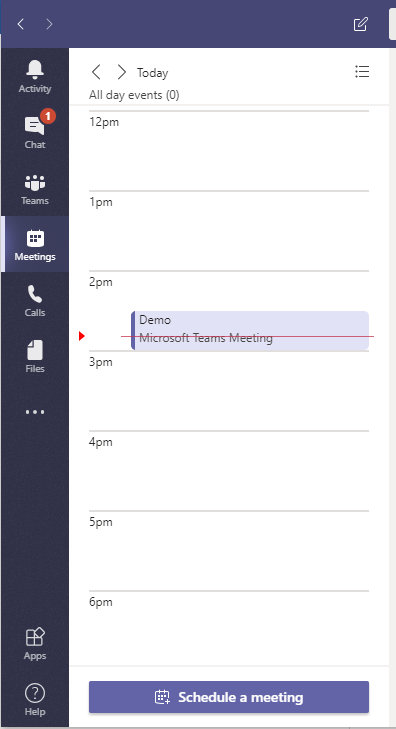 Activity
Chat
1
Teams
Meetings
Calls
Files
Apps
Help
Today
All day events (0)
12pm
1pm
2pm
Demo
Microsoft Teams Meeting
3pm
4pm
5pm
6pm
Schedule a meeting